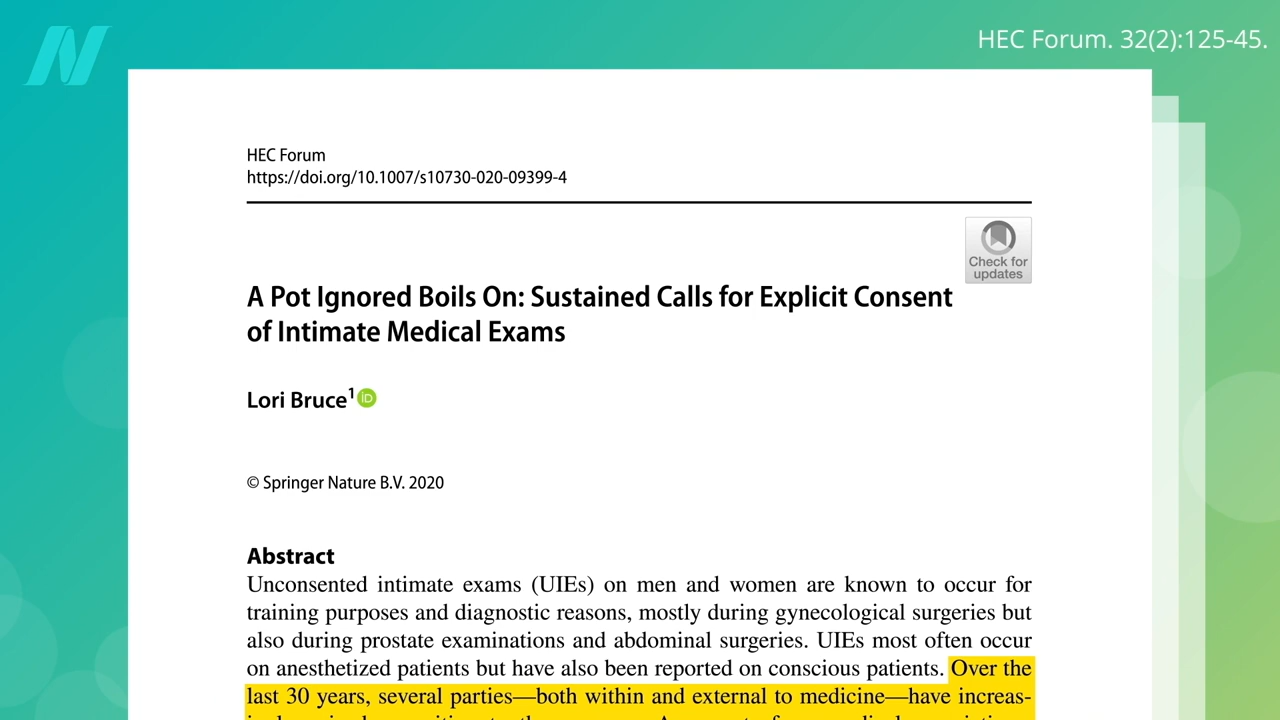 HEC Forum. 32(2):125-45.
HEC Forum
https://doi.org/10.1007/s10730-020-09399-4
Check for
updates
A Pot Ignored Boils On: Sustained Calls for Explicit Consent
of Intimate Medical Exams
Lori Bruce1
iD
© Springer Nature B.V. 2020
Abstract
Unconsented intimate exams (UIEs) on men and women are known to occur for
training purposes and diagnostic reasons, mostly during gynecological surgeries but
also during prostate examinations and abdominal surgeries. UIEs most often occur
on anesthetized patients but have also been reported on conscious patients. Over the
last 30 years, several parties—both within and external to medicine—have increas-